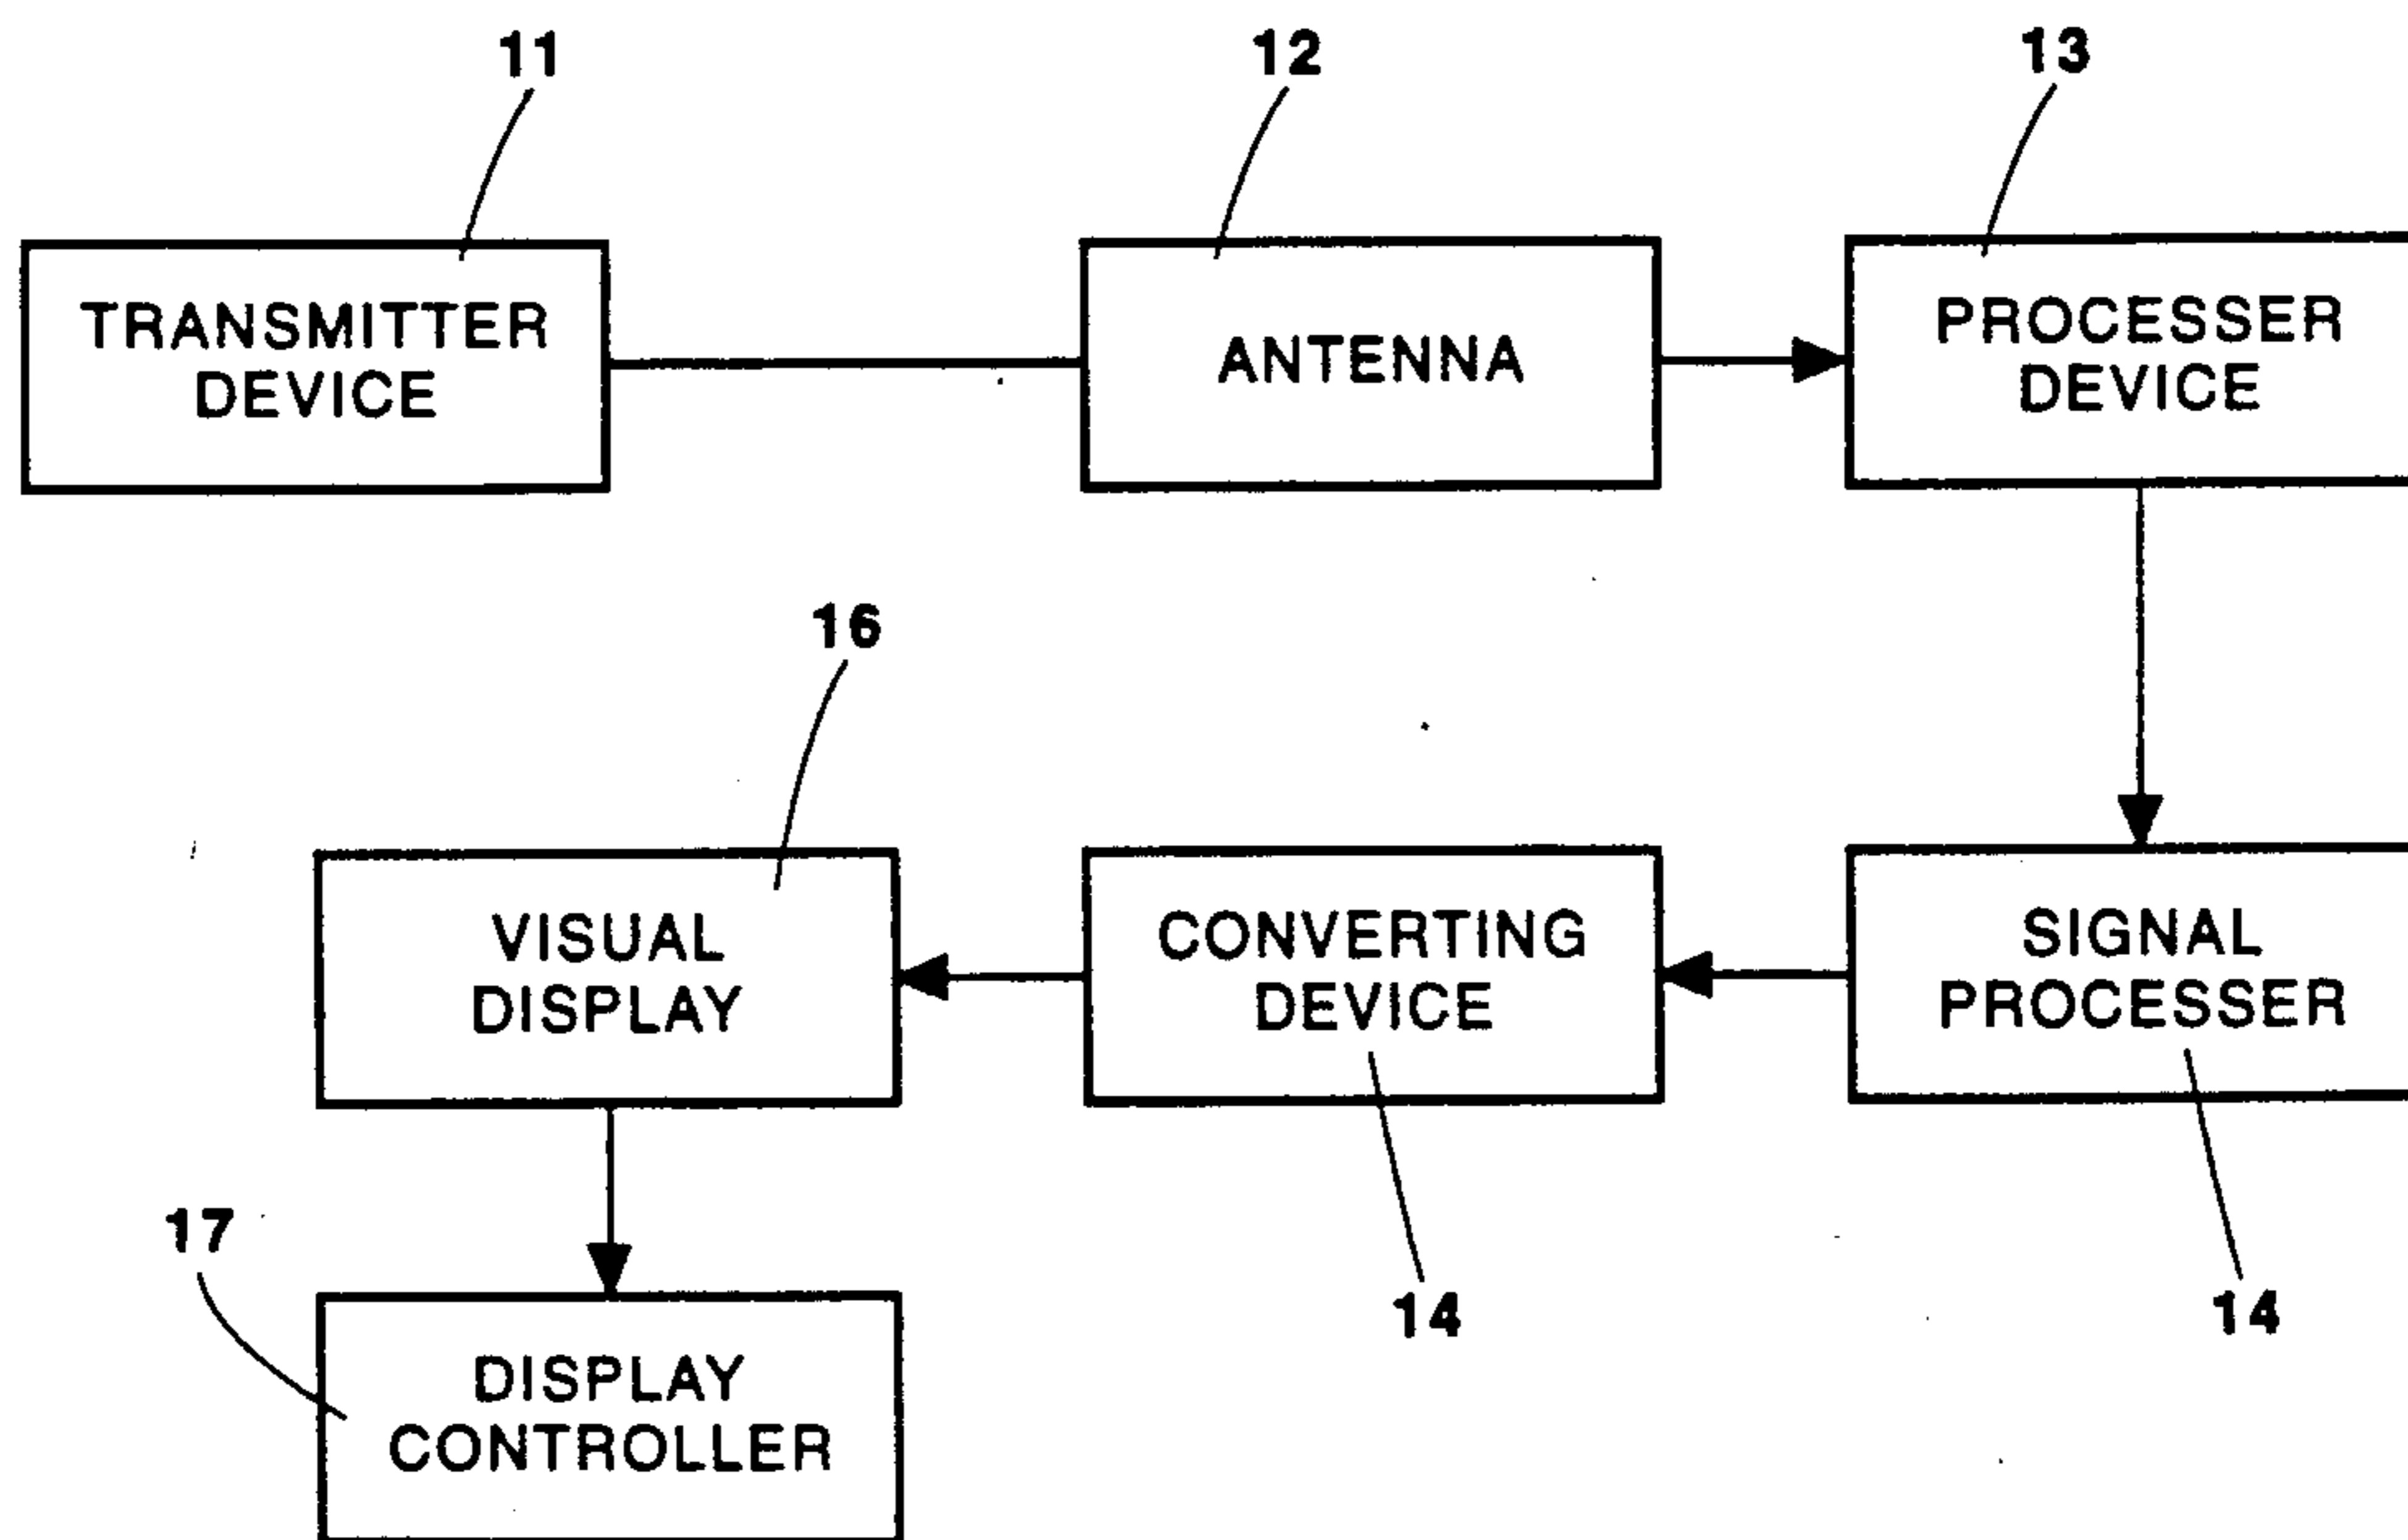 11
12
13
TRANSMITTER
DEVICE
ANTENNA
PROCESSER
DEVICE
16
VISUAL
DISPLAY
CONVERTING
DEVICE
SIGNAL
PROCESSER
17
14
14
DISPLAY
CONTROLLER